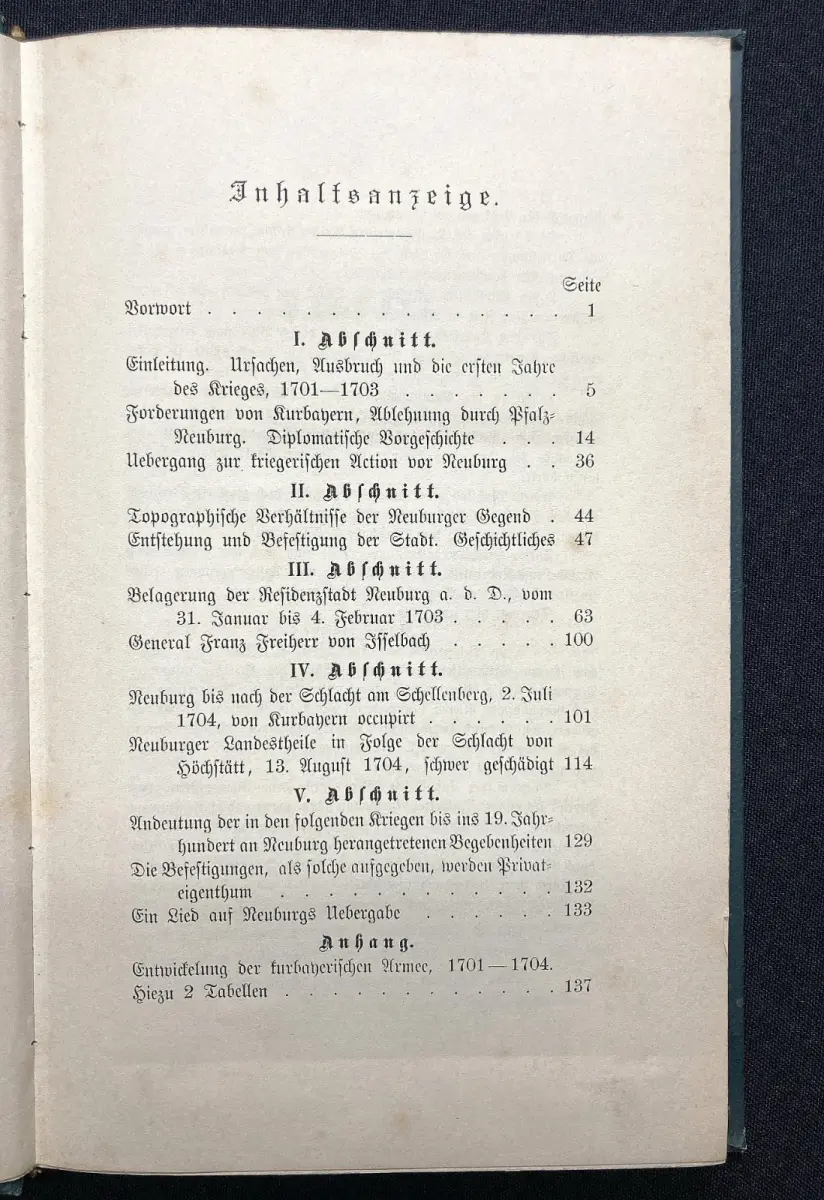 Inhaltsanzeige.
Seite
Vorwort . . . . . . . . . . . . . . . 1
I. Abschnitt.
Einleitung. Ursachen, Ausbruch und die ersten Jahre
des Krieges, 1701—1703 . . . . . . . 5
Forderungen von Kurbayern, Ablehnung durch Pfalz-
Neuburg. Diplomatische Vorgeschichte . . . 14
Uebergang zur kriegerischen Action vor Neuburg . . 36
II. Abschnitt.
Topographische Verhältnisse der Neuburger Gegend . 44
Entstehung und Befestigung der Stadt. Geschichtliches 47
III. Abschnitt.
Belagerung der Residenzstadt Neuburg a. d. D., vom
31. Januar bis 4. Februar 1703 . . . . . 63
General Franz Freiherr von Isselbach . . . . . 100
IV. Abschnitt.
Neuburg bis nach der Schlacht am Schellenberg, 2. Juli
1704, von Kurbayern occupirt . . . . . . 101
Neuburger Landestheile in Folge der Schlacht von
Höchstätt, 13. August 1704, schwer geschädigt 114
V. Abschnitt.
Andeutung der in den folgenden Kriegen bis ins 19. Jahr-
hundert an Neuburg herangetretenen Begebenheiten 129
Die Befestigungen, als solche aufgegeben, werden Privat-
eigenthum . . . . . . . . . . . 132
Ein Lied auf Neuburgs Uebergabe . . . . . . 133
Anhang.
Entwickelung der kurbayerischen Armee, 1701—1704.
Hiezu 2 Tabellen . . . . . . . . . . . 137